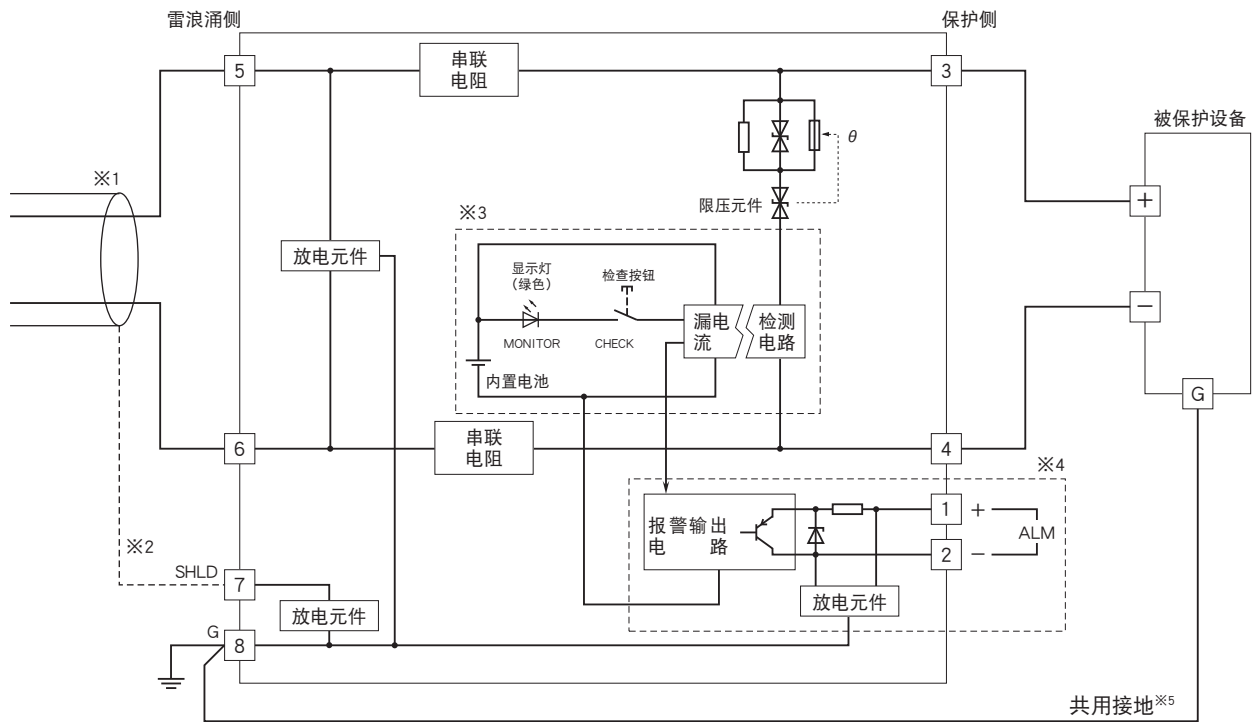 雷浪涌侧
保护侧
5
串联
电阻
3
被保护设备
θ
※1
+
限压元件
※3
放电元件
显示灯
（绿色）
检查按钮
−
漏电
流
检测
电路
MONITOR
CHECK
内置电池
G
6
串联
电阻
4
※4
报警输出
电 路
1
+
ALM
2
−
※2
SHLD
7
放电元件
放电元件
G
8
共用接地※5